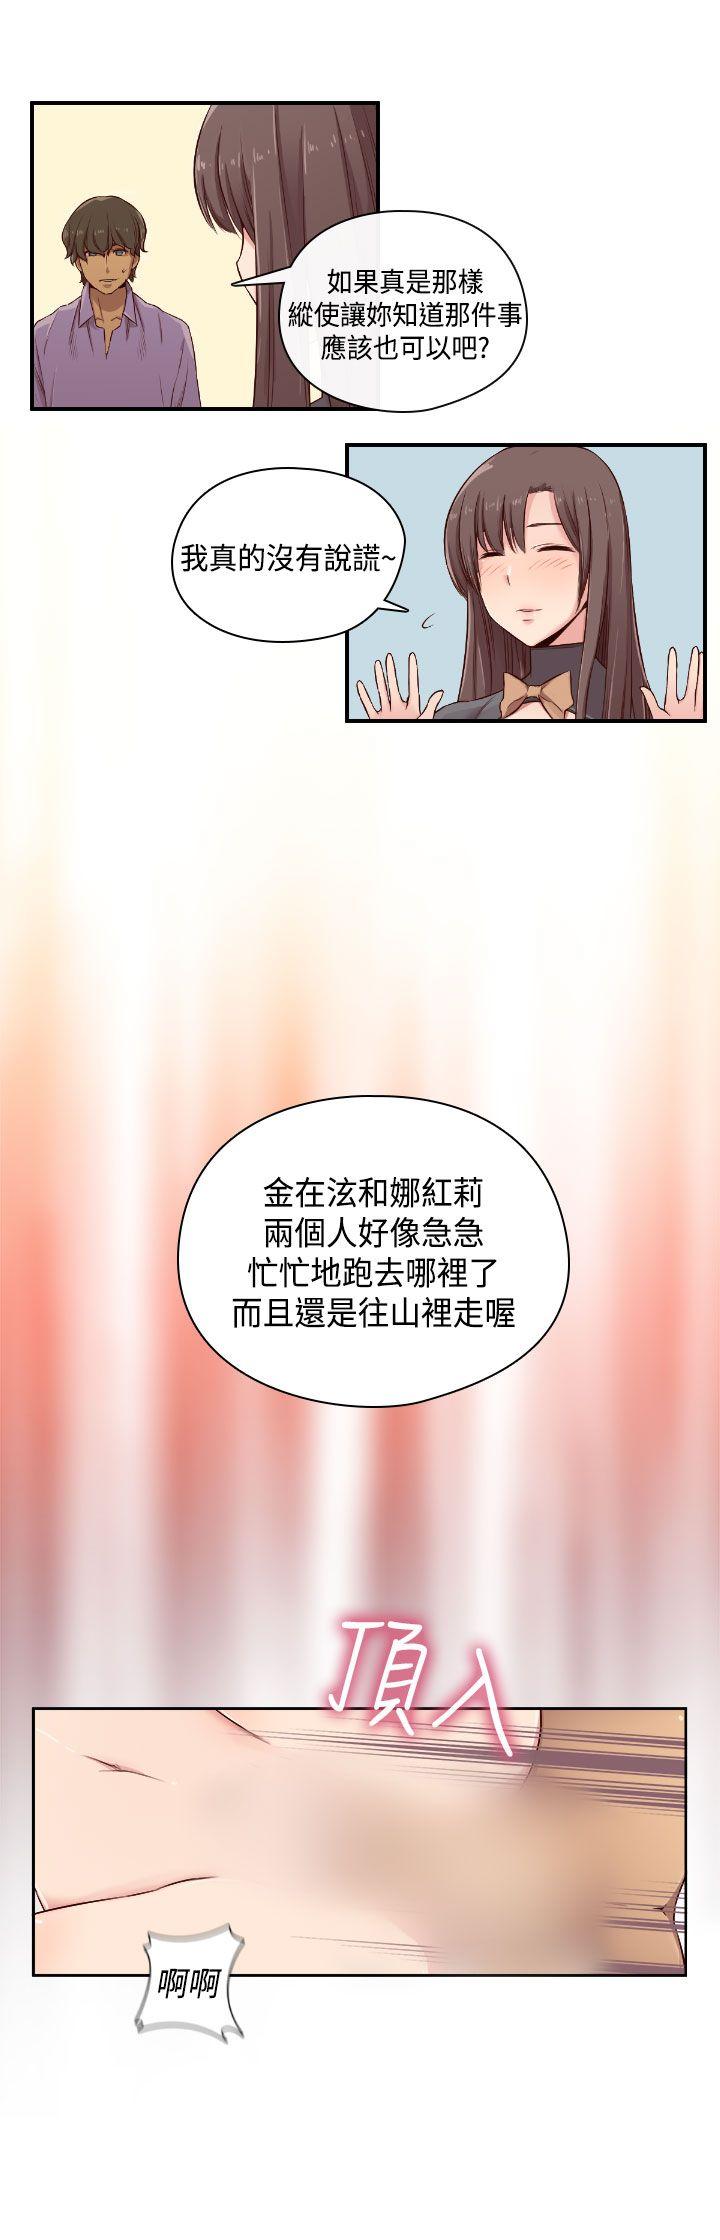 如果真是那樣
縱使讓妳知道那件事
應該也可以吧?
我真的沒有說謊~
金在泫和娜紅莉
兩個人好像急急
忙忙地跑去哪裡了
而且還是往山裡走喔
頂入
啊啊